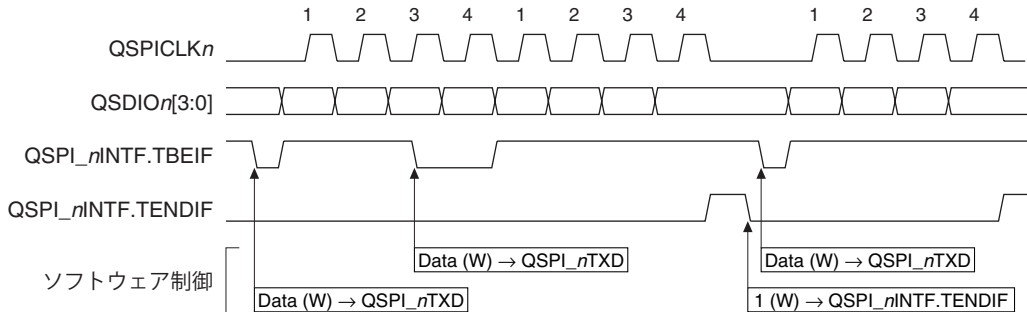 1 2 3 4 1 2 3 4 1 2 3 4
QSPICLKn
QSDIOn[3:0]
QSPI_nINTF.TBEIF
QSPI_nINTF.TENDIF
ソフトウェア制御
Data (W) → QSPI_nTXD
Data (W) → QSPI_nTXD
Data (W) → QSPI_nTXD
1 (W) → QSPI_nINTF.TENDIF